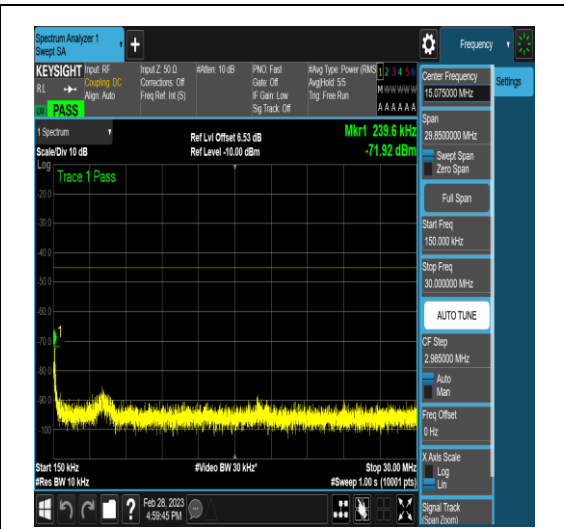 Spectrum Analyzer 1
Swept SA
+
Frequency
KEYSIGHT
RL
PASS
Input: RF
Coupling: DC
Align: Auto
Input Z: 50 Ω
Corrections: Off
Freq Ref: Int (S)
#Atten: 10 dB
PNO: Fast
Gate: Off
IF Gain: Low
Sig Track: Off
#Avg Type: Power (RMS
Avg|Hold: 5/5
Trig: Free Run
1 2 3 4 5 6
M W W W W W
A A A A A A
Center Frequency
15.075000 MHz
Settings
Span
29.8500000 MHz
Swept Span
Zero Span
Full Span
Start Freq
150.000 kHz
Stop Freq
30.000000 MHz
AUTO TUNE
CF Step
2.985000 MHz
Auto
Man
Freq Offset
0 Hz
X Axis Scale
Log
Lin
Signal Track
(Span Zoom)
1 Spectrum
Scale/Div 10 dB
Ref Lvl Offset 6.53 dB
Ref Level -10.00 dBm
Mkr1 239.6 kHz
-71.92 dBm
Log
Trace 1 Pass
-20.0
-30.0
-40.0
-50.0
-60.0
-70.0
-80.0
-90.0
-100
1
Start 150 kHz
#Res BW 10 kHz
#Video BW 30 kHz*
Stop 30.00 MHz
#Sweep 1.00 s (10001 pts)
?
Feb 28, 2023
4:59:45 PM